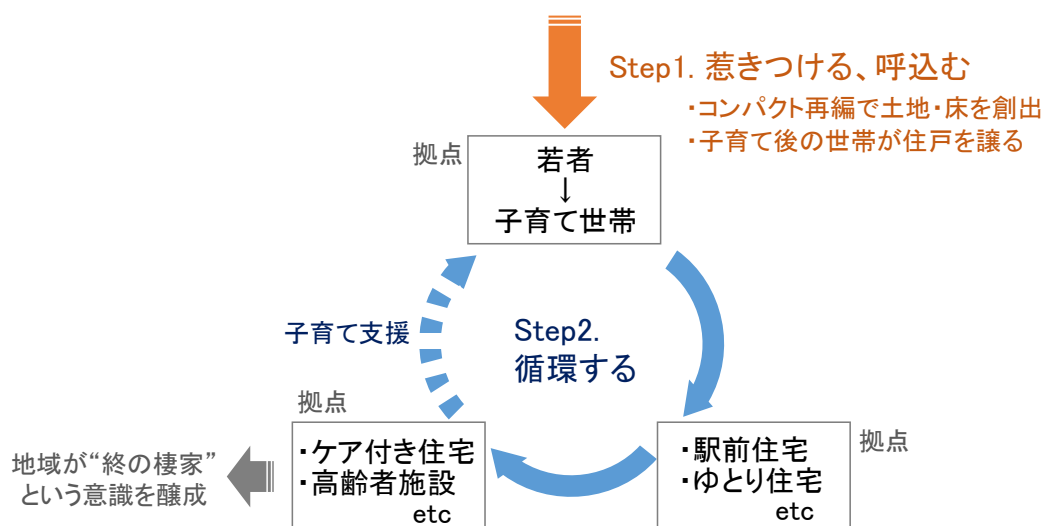 Step1. 惹きつける、呼込む
・コンパクト再編で土地・床を創出
・子育て後の世帯が住戸を譲る
拠点
若者
↓
子育て世帯
子育て支援
Step2.
循環する
拠点
・ケア付き住宅
・高齢者施設
etc
拠点
・駅前住宅
・ゆとり住宅
etc
地域が“終の棲家”
という意識を醸成